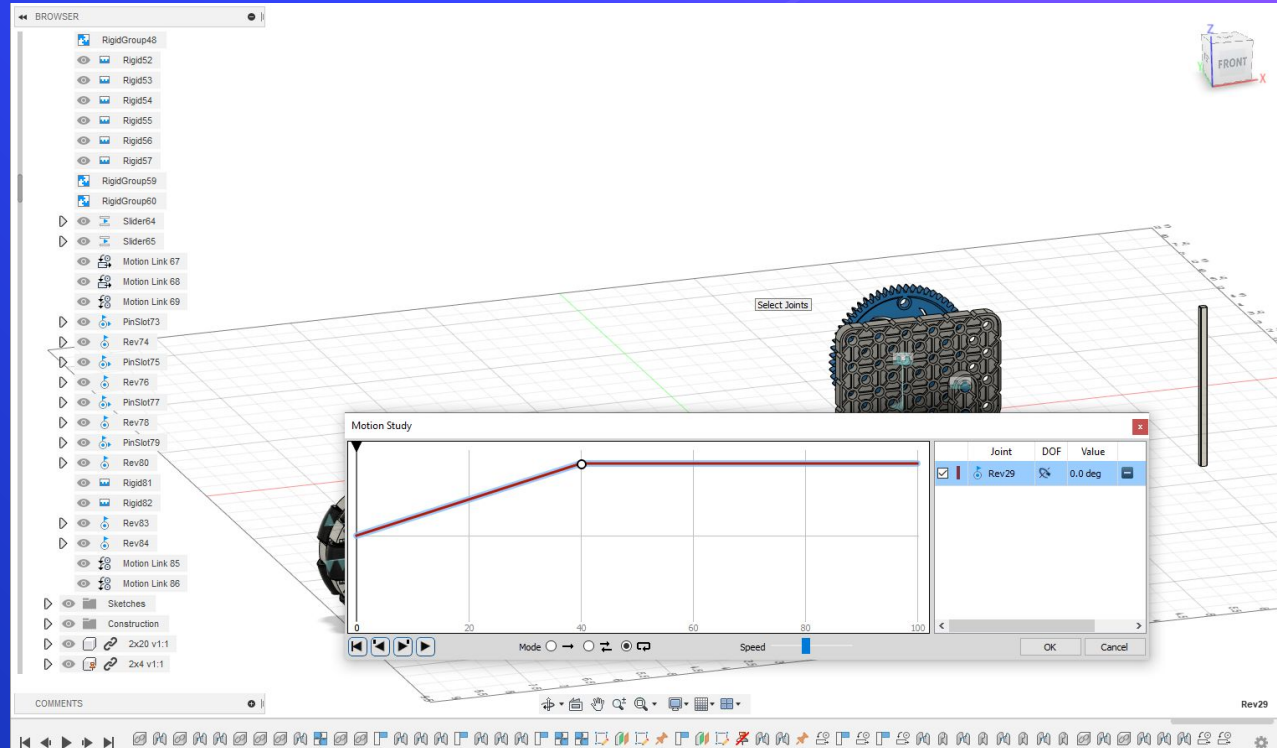 BROWSER
RigidGroup48
Rigid52
Rigid53
Rigid54
Rigid55
Rigid56
Rigid57
RigidGroup59
RigidGroup60
Slider64
Slider65
Motion Link 67
Motion Link 68
Motion Link 69
PinSlot73
Rev74
PinSlot75
Rev76
PinSlot77
Rev78
PinSlot79
Rev80
Rigid81
Rigid82
Rev83
Rev84
Motion Link 85
Motion Link 86
Sketches
Construction
2x20 v1:1
2x4 v1:1
COMMENTS
Z
FRONT
X
Select Joints
Motion Study
Joint DOF Value
Rev29 0.0 deg
0 20 40 60 80 100
Mode
Speed
OK Cancel
Rev29